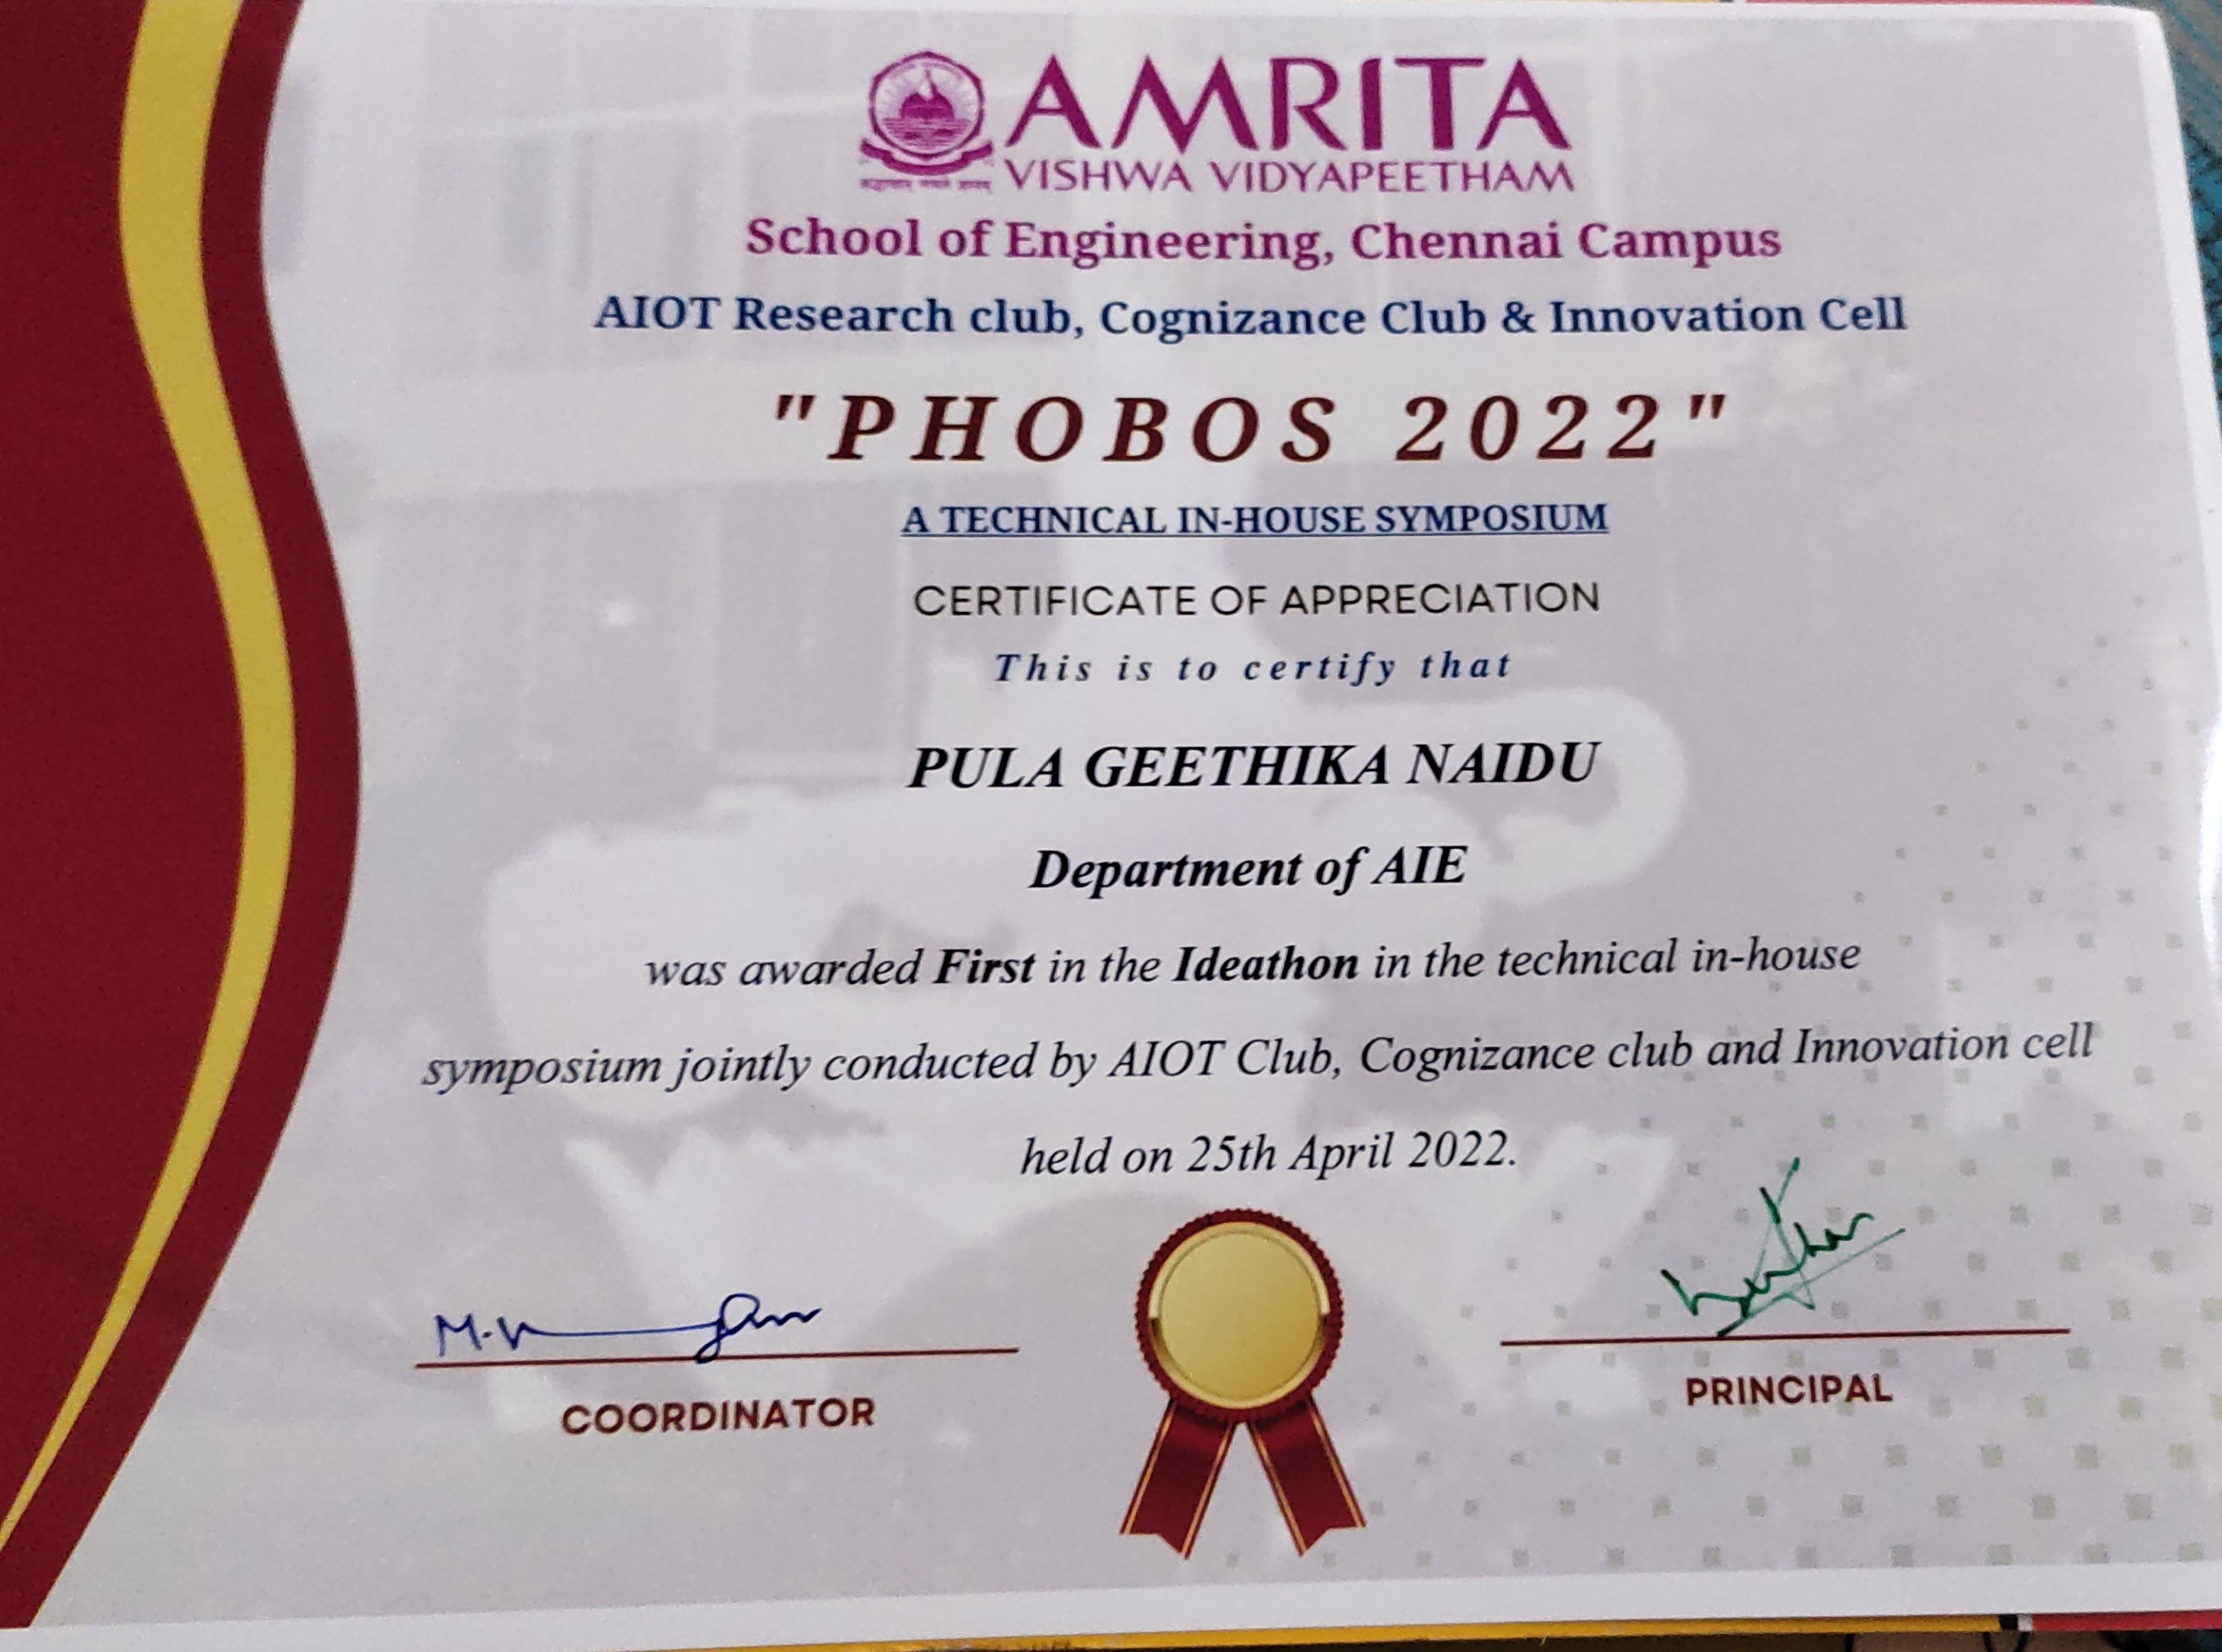 AMRITA
VISHWA VIDYAPEETHAM
School of Engineering, Chennai Campus
AIOT Research club, Cognizance Club & Innovation Cell
"PHOBOS 2022"
A TECHNICAL IN-HOUSE SYMPOSIUM
CERTIFICATE OF APPRECIATION
This is to certify that
PULA GEETHIKA NAIDU
Department of AIE
was awarded First in the Ideathon in the technical in-house
symposium jointly conducted by AIOT Club, Cognizance club and Innovation cell
held on 25th April 2022.
COORDINATOR
PRINCIPAL